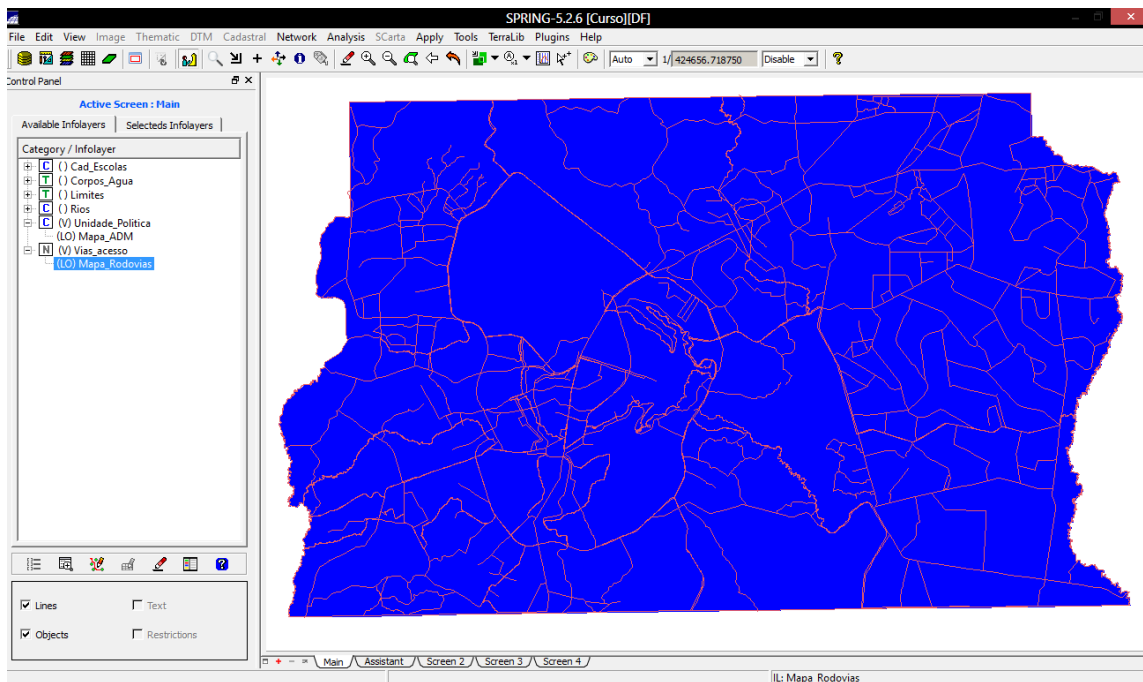 SPRING-5.2.6 [Curso][DF]
File Edit View Image Thematic DTM Cadastral Network Analysis SCarta Apply Tools TerraLib Plugins Help
Auto 1/ 424656.718750 Disable
Control Panel
Active Screen : Main
Available Infolayers Selecteds Infolayers
Category / Infolayer
C () Cad_Escolas
T () Corpos_Agua
T () Limites
C () Rios
C (V) Unidade_Politica
(LO) Mapa_ADM
N (V) Vias_acesso
(LO) Mapa_Rodovias
Lines Text
Objects Restrictions
Main Assistant Screen 2 Screen 3 Screen 4
IL: Mapa_Rodovias